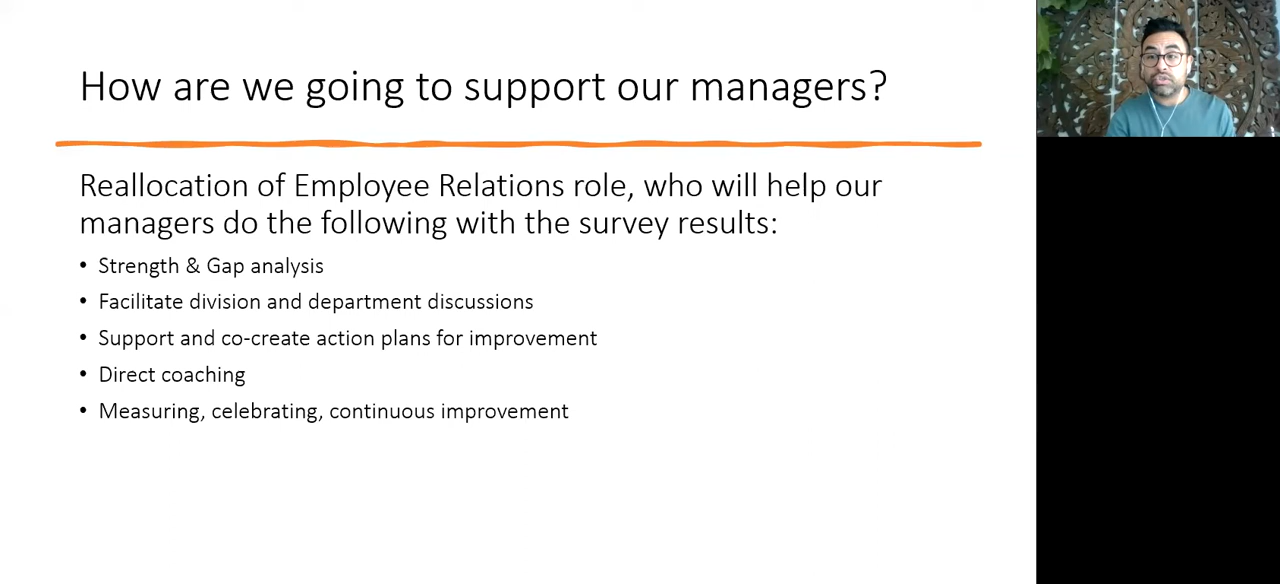 How are we going to support our managers?
Reallocation of Employee Relations role, who will help our
managers do the following with the survey results:
• Strength & Gap analysis
• Facilitate division and department discussions
• Support and co-create action plans for improvement
• Direct coaching
• Measuring, celebrating, continuous improvement